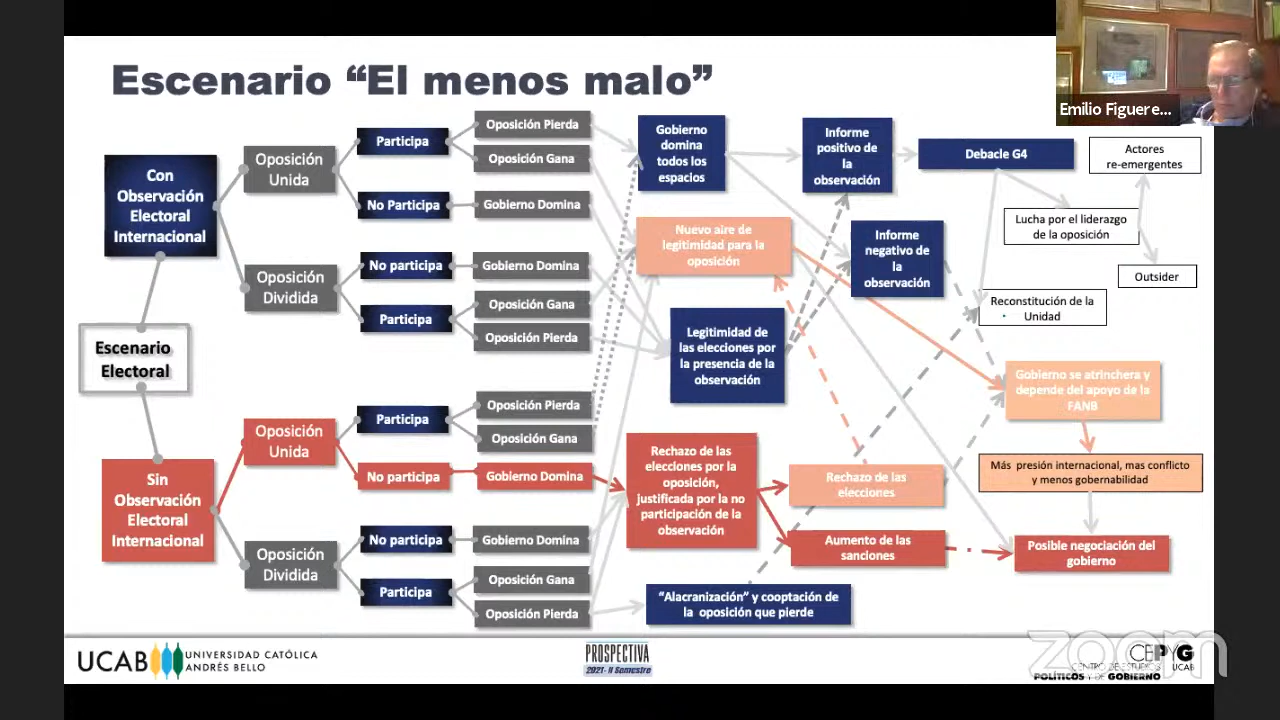 Escenario “El menos malo”
Emilio Figuere...
Con
Observación
Electoral
Internacional
Oposición
Unida
Participa
Oposición Pierda
Oposición Gana
No Participa
Gobierno Domina
Oposición
Dividida
No participa
Gobierno Domina
Participa
Oposición Gana
Oposición Pierda
Escenario
Electoral
Sin
Observación
Electoral
Internacional
Oposición
Unida
Participa
Oposición Pierda
Oposición Gana
No participa
Gobierno Domina
Oposición
Dividida
No participa
Gobierno Domina
Participa
Oposición Gana
Oposición Pierda
Gobierno
domina
todos los
espacios
Nuevo aire de
legitimidad para la
oposición
Legitimidad de
las elecciones por
la presencia de la
observación
Rechazo de las
elecciones por la
oposición,
justificada por la no
participación de la
observación
“Alacranización” y cooptación de
la oposición que pierde
Informe
positivo de
la
observación
Informe
negativo de
la
observación
Rechazo de las
elecciones
Aumento de las
sanciones
Debacle G4
Actores
re-emergentes
Lucha por el liderazgo
de la oposición
Outsider
Reconstitución de la
Unidad
Gobierno se atrinchera y
depende del apoyo de la
FANB
Más presión internacional, mas conflicto
y menos gobernabilidad
Posible negociación del
gobierno
UCAB
UNIVERSIDAD CATÓLICA
ANDRÉS BELLO
PROSPECTIVA
2021- II Semestre
CEPYG
CENTRO DE ESTUDIOS UCAB
POLÍTICOS Y DE GOBIERNO
zoom